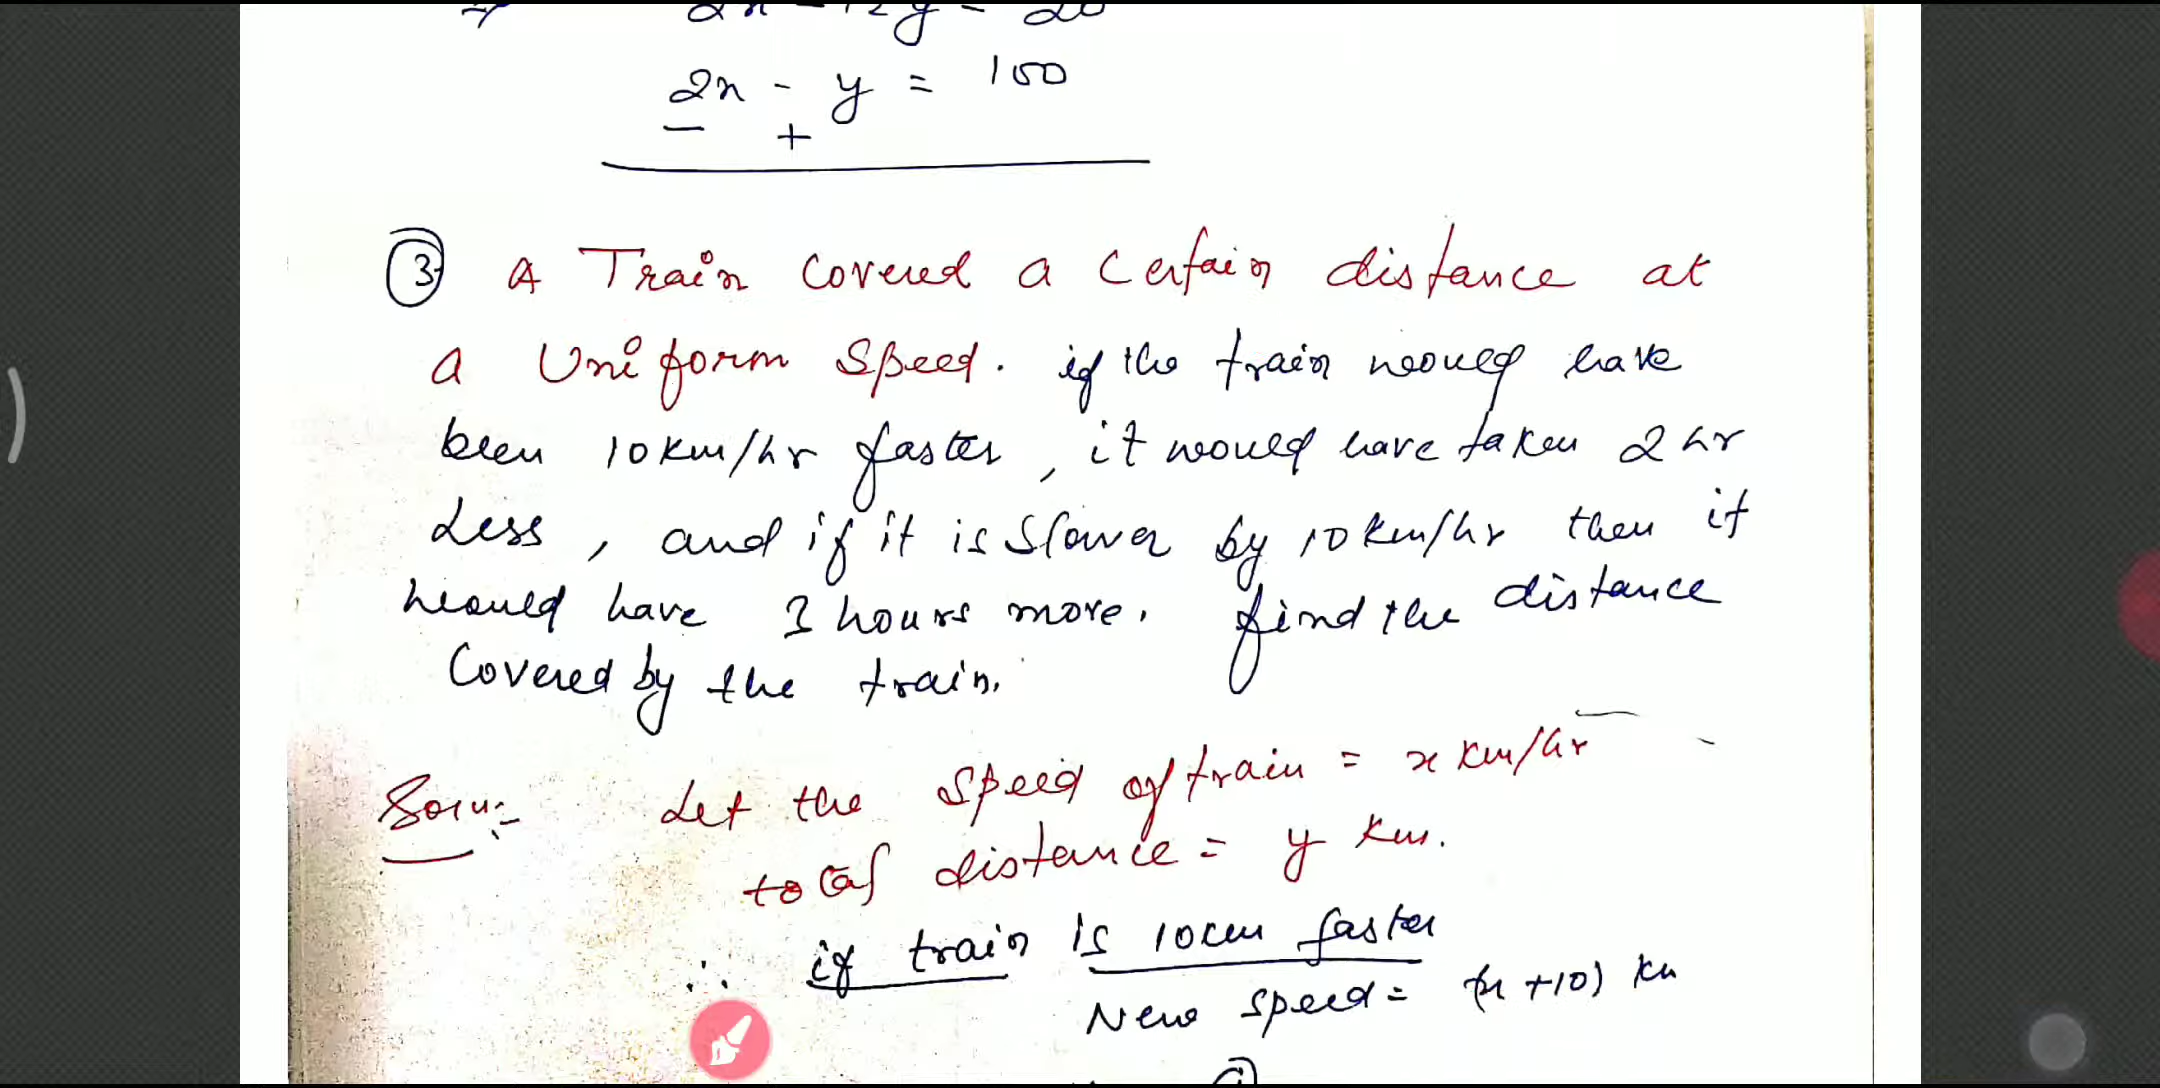 2x - y = 100
- +
③ A Train covered a certain distance at
a uniform speed. if the train would have
been 10km/hr faster, it would have taken 2 hr
Less, and if it is slower by 10km/hr then it
would have 3 hours more. find the distance
Covered by the train.
Soln:- Let the speed of train = x km/hr
total distance = y km.
∴ if train is 10km faster
New speed = (x+10) km